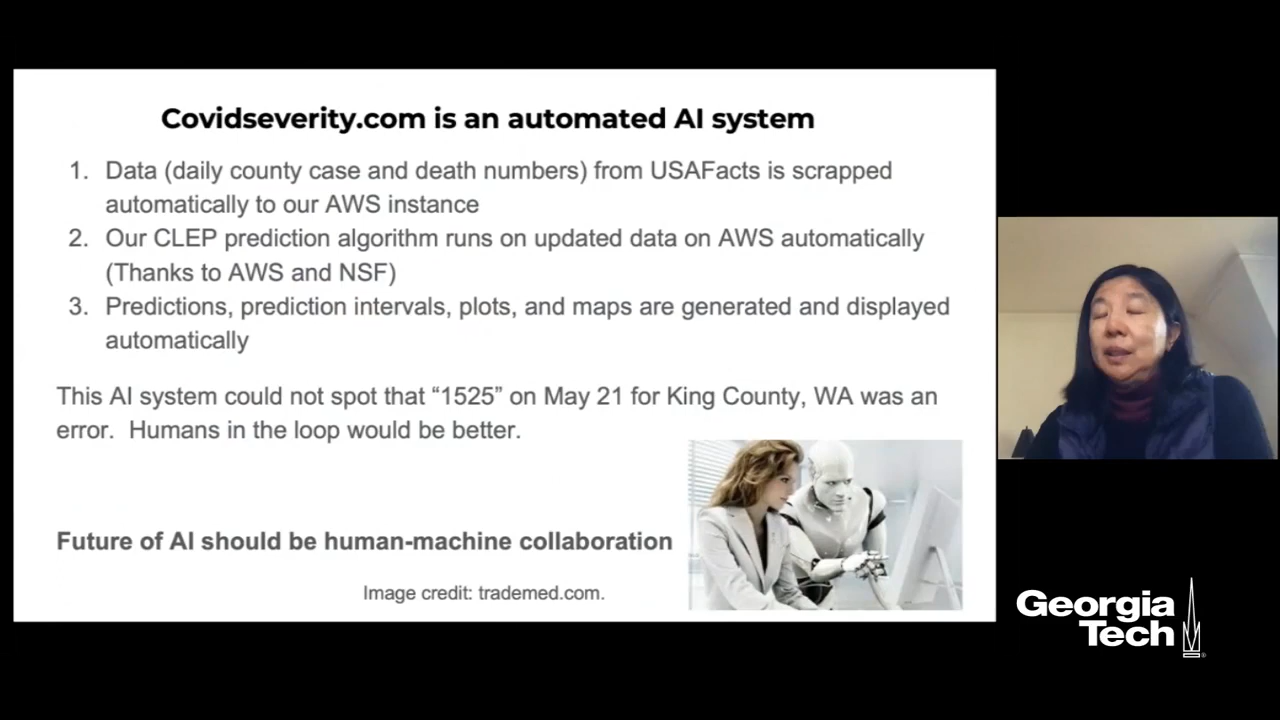 Covidseverity.com is an automated AI system
1. Data (daily county case and death numbers) from USAFacts is scrapped
automatically to our AWS instance
2. Our CLEP prediction algorithm runs on updated data on AWS automatically
(Thanks to AWS and NSF)
3. Predictions, prediction intervals, plots, and maps are generated and displayed
automatically
This AI system could not spot that “1525” on May 21 for King County, WA was an
error. Humans in the loop would be better.
Future of AI should be human-machine collaboration
Image credit: trademed.com.
Georgia
Tech